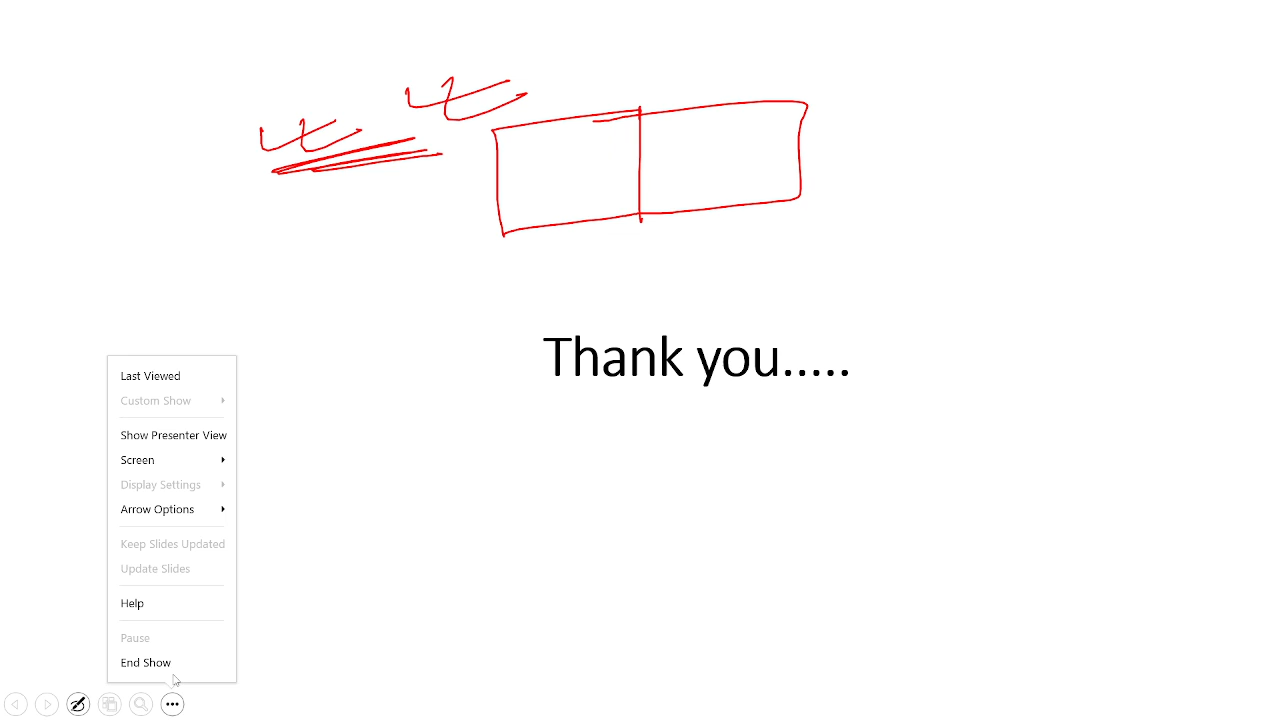 Thank you.....
Last Viewed
Custom Show
Show Presenter View
Screen
Display Settings
Arrow Options
Keep Slides Updated
Update Slides
Help
Pause
End Show